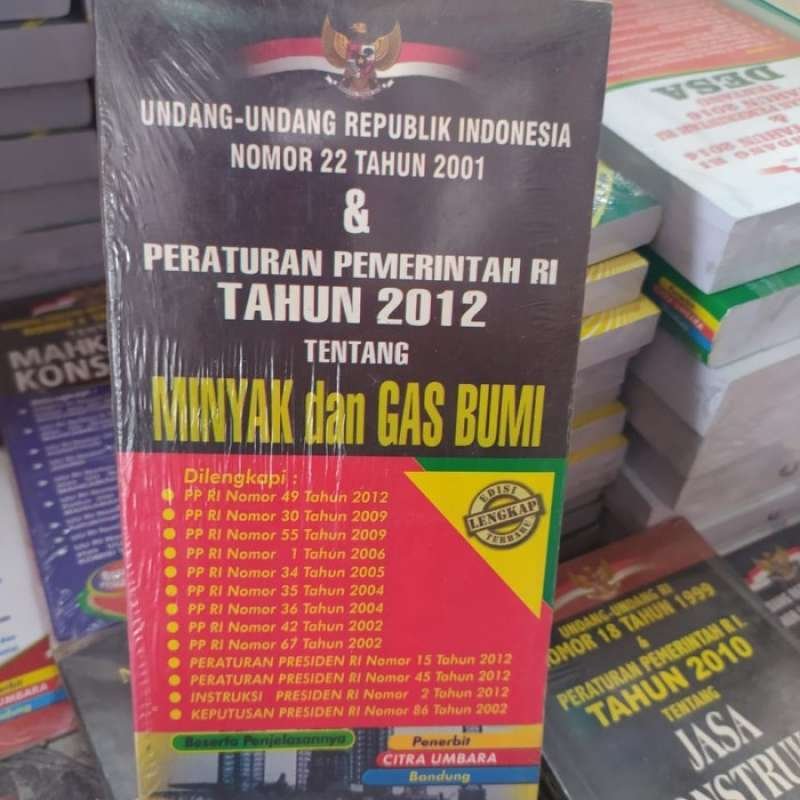 UNDANG-UNDANG REPUBLIK INDONESIA
NOMOR 22 TAHUN 2001
&
PERATURAN PEMERINTAH RI
TAHUN 2012
TENTANG
MINYAK dan GAS BUMI
Dilengkapi :
PP RI Nomor 49 Tahun 2012
PP RI Nomor 30 Tahun 2009
PP RI Nomor 55 Tahun 2009
PP RI Nomor 1 Tahun 2006
PP RI Nomor 34 Tahun 2005
PP RI Nomor 35 Tahun 2004
PP RI Nomor 36 Tahun 2004
PP RI Nomor 42 Tahun 2002
PP RI Nomor 67 Tahun 2002
PERATURAN PRESIDEN RI Nomor 15 Tahun 2012
PERATURAN PRESIDEN RI Nomor 45 Tahun 2012
INSTRUKSI PRESIDEN RI Nomor 2 Tahun 2012
KEPUTUSAN PRESIDEN RI Nomor 86 Tahun 2002
EDISI
LENGKAP
TERBARU
Beserta Penjelasannya
Penerbit
CITRA UMBARA
Bandung
DESA
MAHK
KONS
UMBARA
UNDANG-UNDANG RI
NOMOR 18 TAHUN 1999
&
PERATURAN PEMERINTAH R I.
TAHUN 2010
TENTANG
JASA